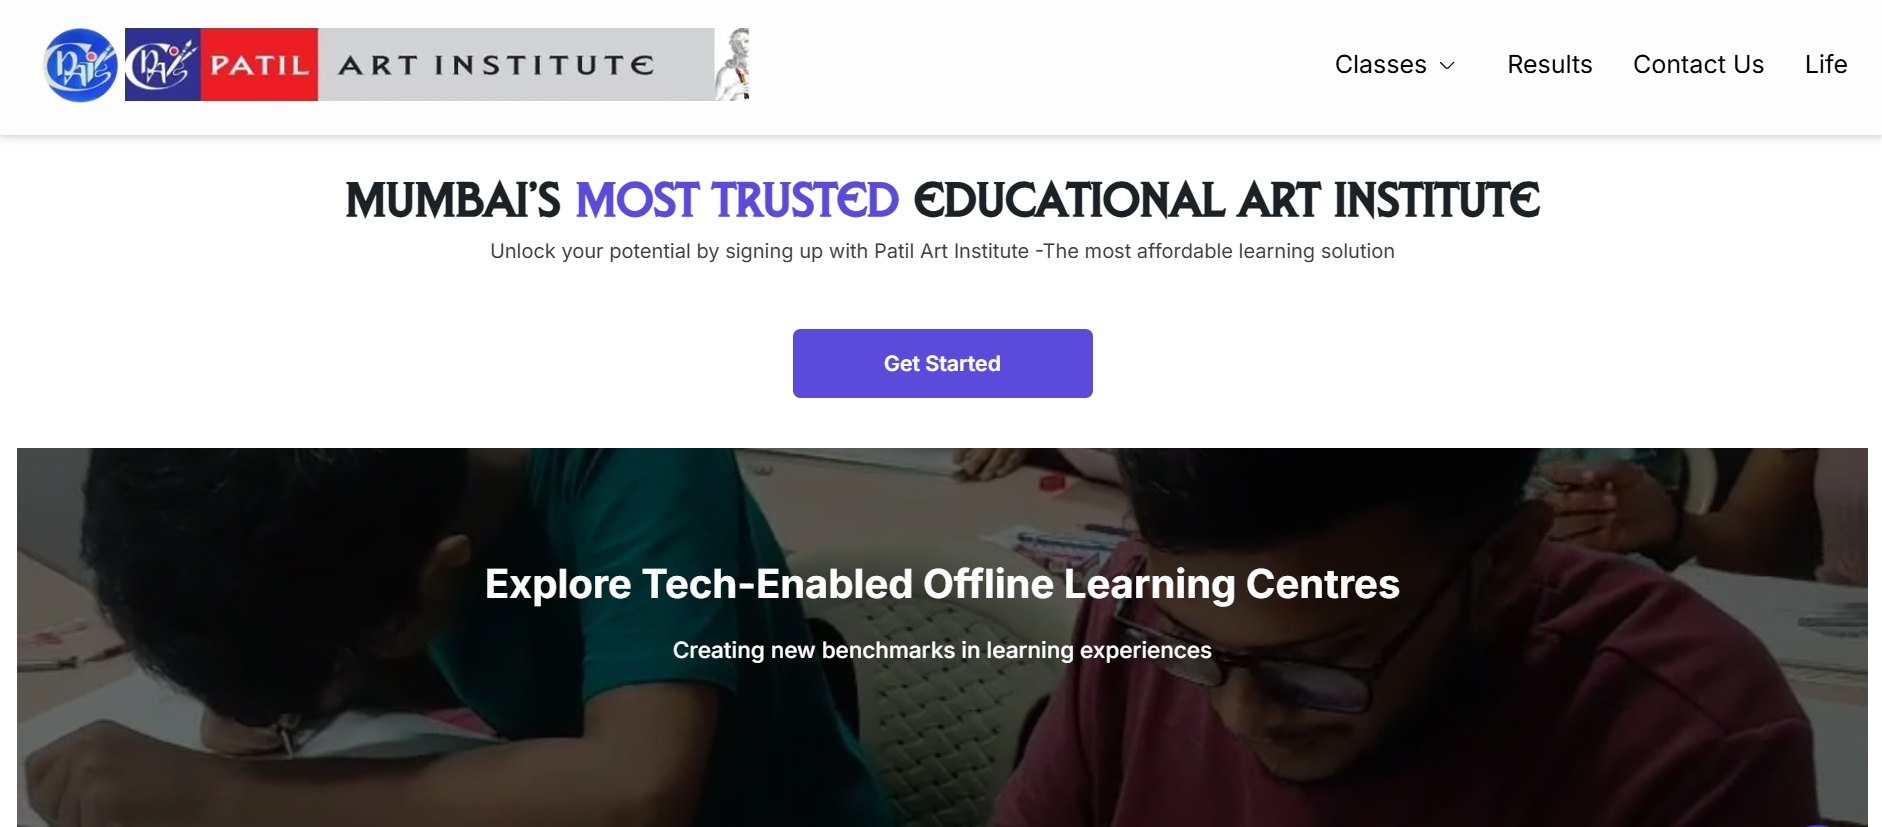 PATIL ART INSTITUTE
Classes
Results
Contact Us
Life
MUMBAI'S MOST TRUSTED EDUCATIONAL ART INSTITUTE
Unlock your potential by signing up with Patil Art Institute -The most affordable learning solution
Get Started
Explore Tech-Enabled Offline Learning Centres
Creating new benchmarks in learning experiences